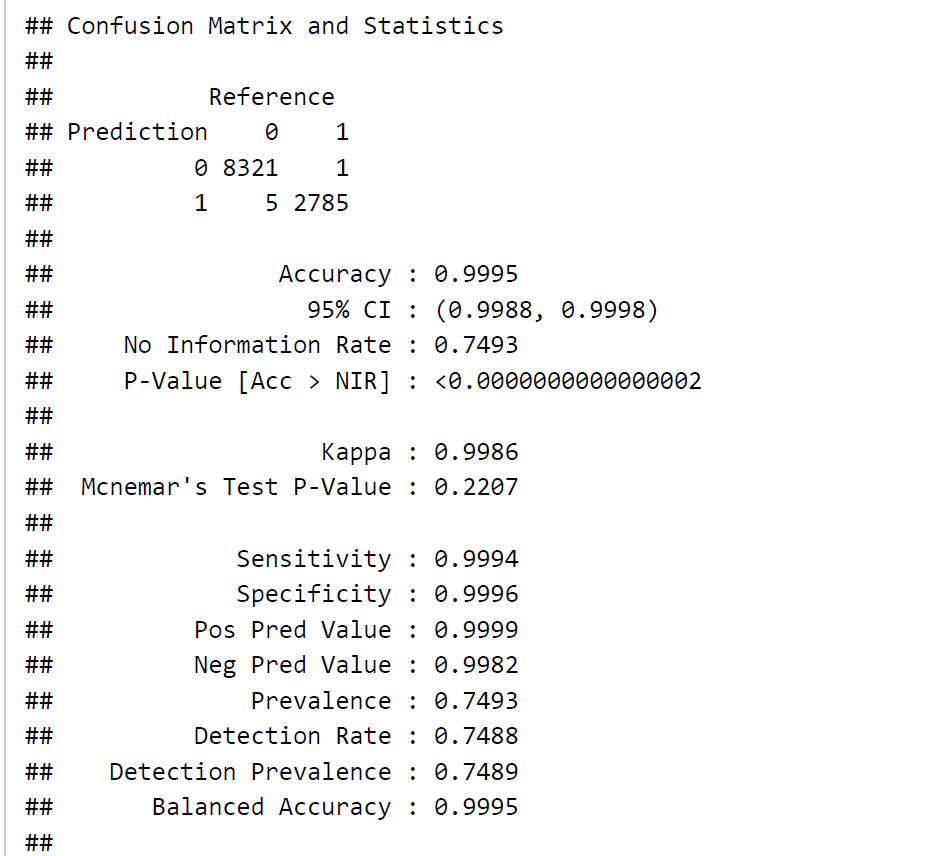 ## Confusion Matrix and Statistics
##
##           Reference
## Prediction    0    1
##          0 8321    1
##          1    5 2785
##
##                Accuracy : 0.9995
##                  95% CI : (0.9988, 0.9998)
##     No Information Rate : 0.7493
##     P-Value [Acc > NIR] : <0.0000000000000002
##
##                   Kappa : 0.9986
##  Mcnemar's Test P-Value : 0.2207
##
##             Sensitivity : 0.9994
##             Specificity : 0.9996
##          Pos Pred Value : 0.9999
##          Neg Pred Value : 0.9982
##              Prevalence : 0.7493
##          Detection Rate : 0.7488
##    Detection Prevalence : 0.7489
##       Balanced Accuracy : 0.9995
##